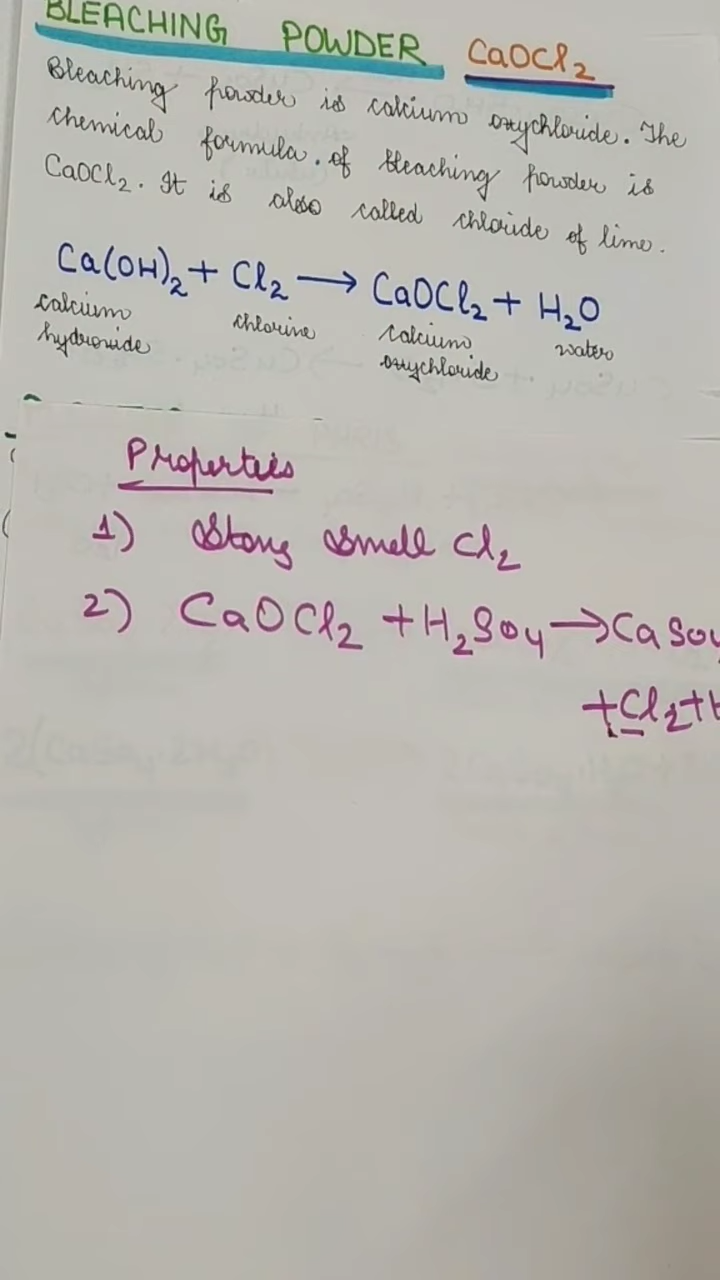 BLEACHING POWDER CaOCl2
Bleaching powder is calcium oxychloride. The
chemical formula. of bleaching powder is
CaOCl2. It is also called chloride of lime.
Ca(OH)2 + Cl2 → CaOCl2 + H2O
calcium hydroxide chlorine calcium oxychloride water
Properties
1) Stong smell Cl2
2) CaOCl2 + H2SO4 → CaSO4
+ Cl2 +